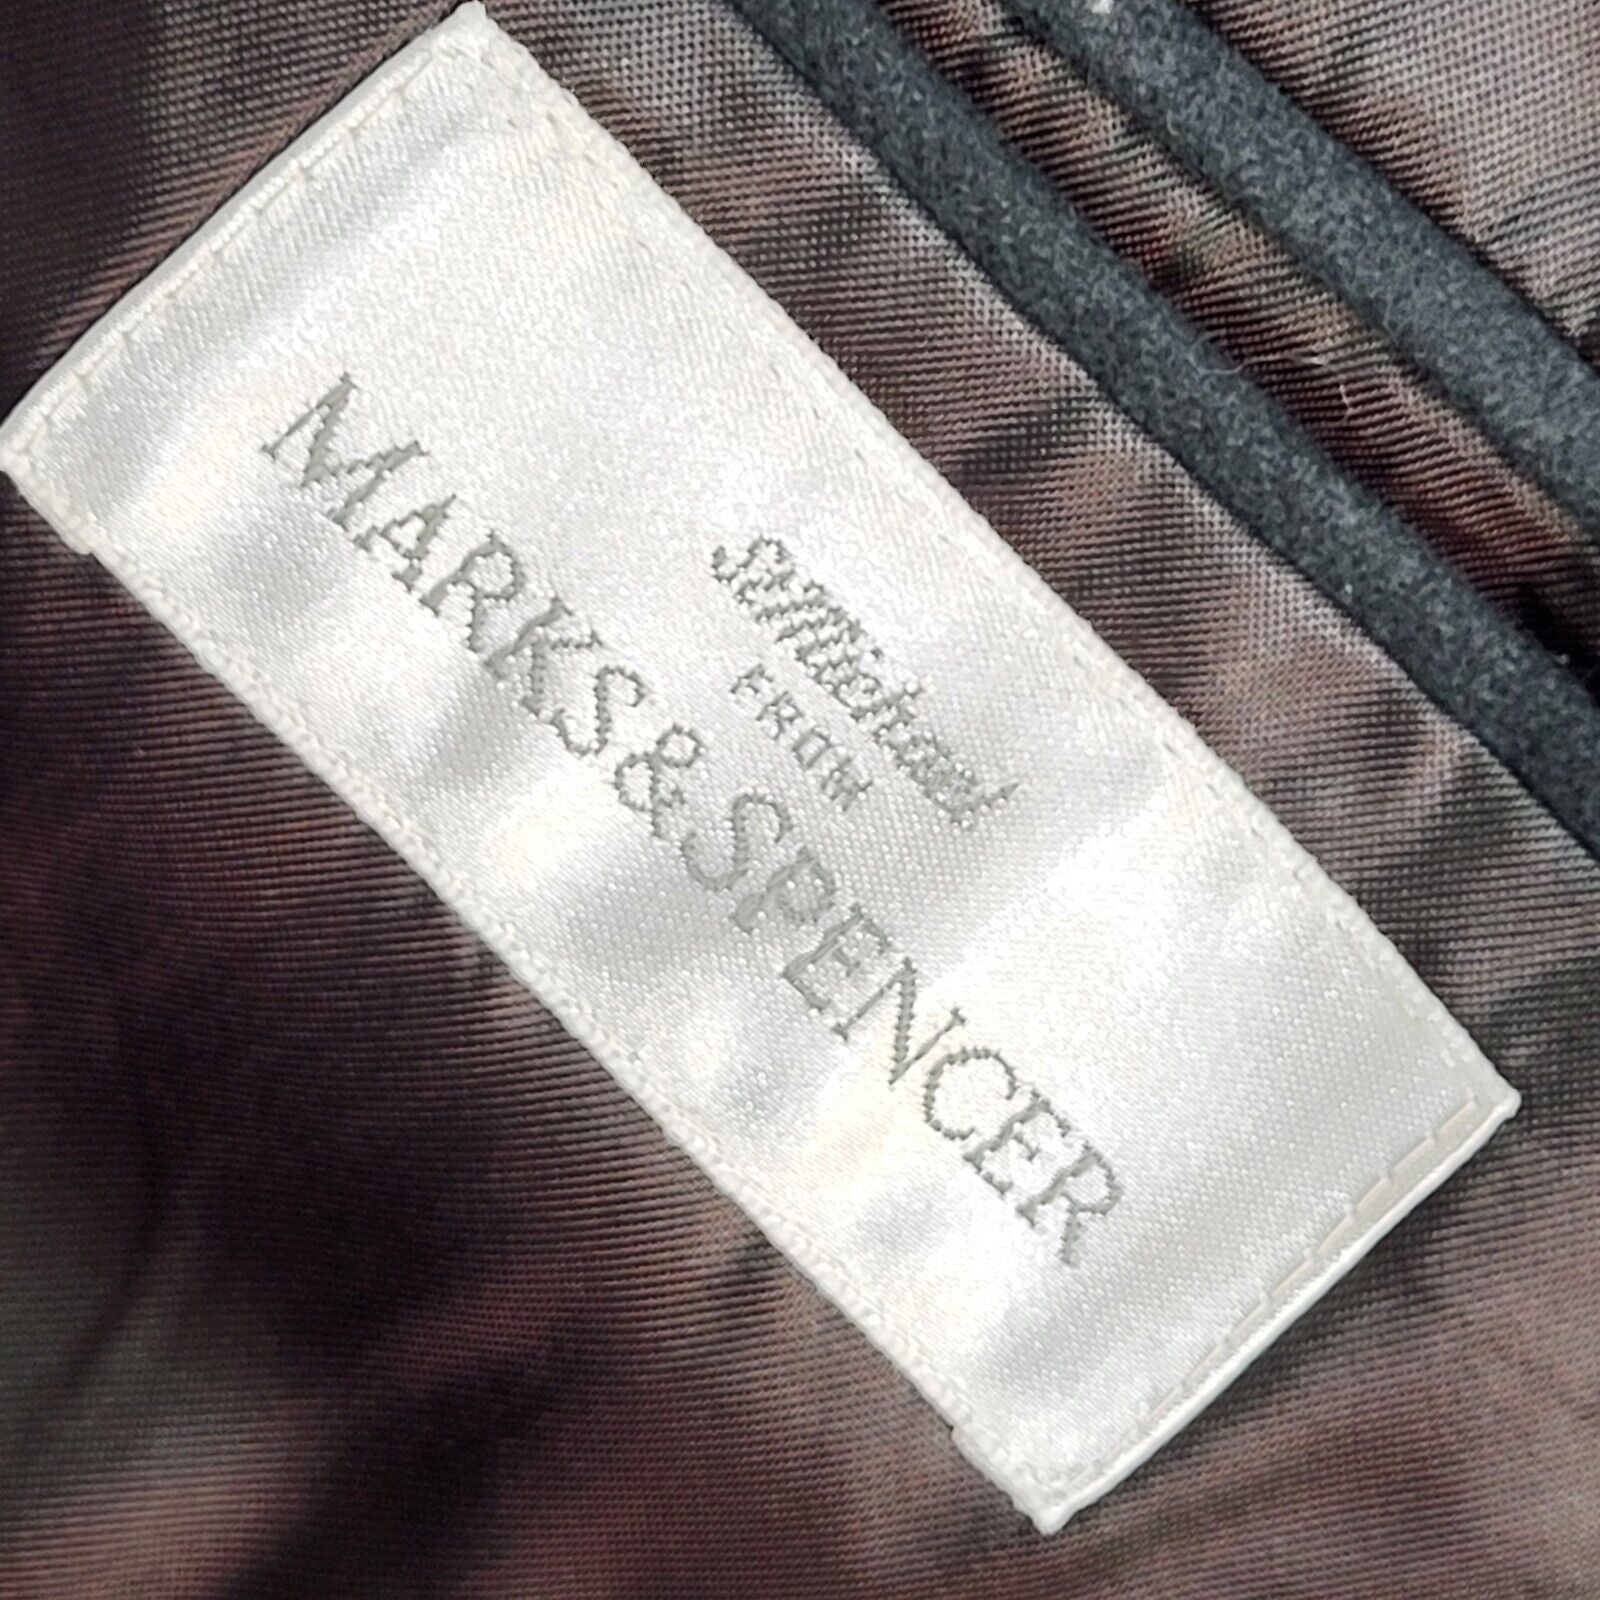 St Michael
FROM
MARKS & SPENCER